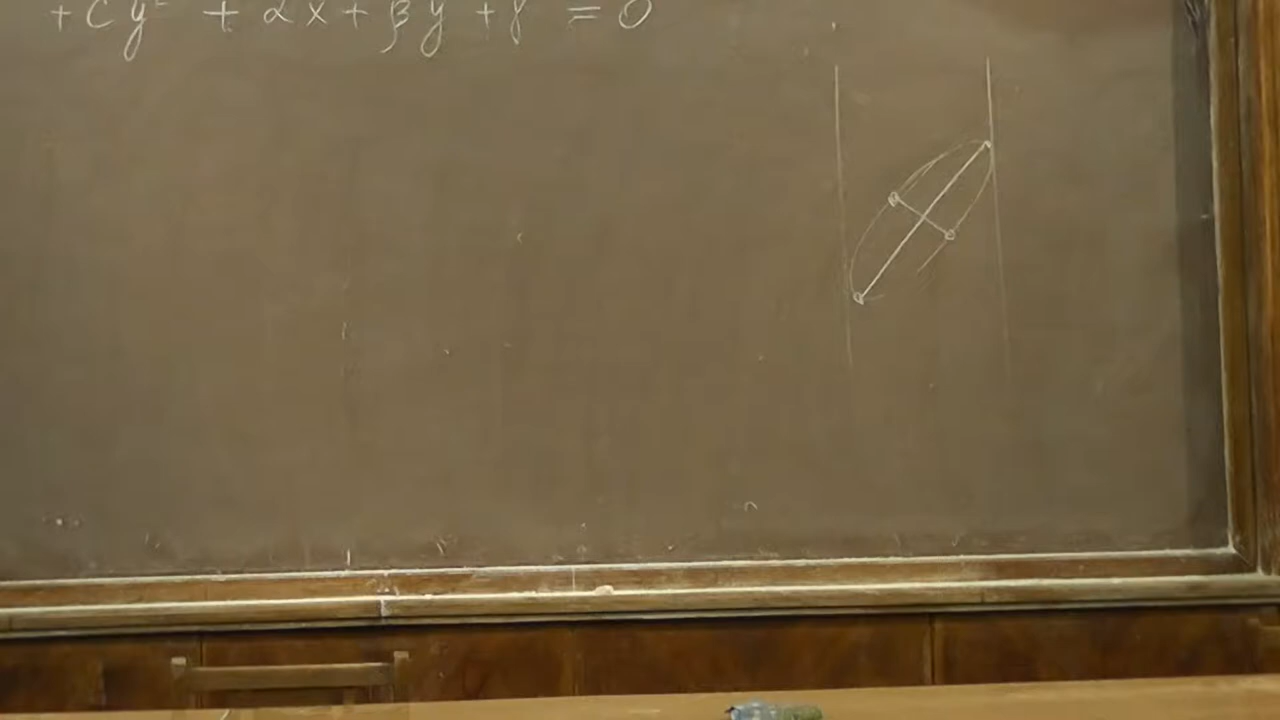 + Cy² + αx + βy + γ = 0